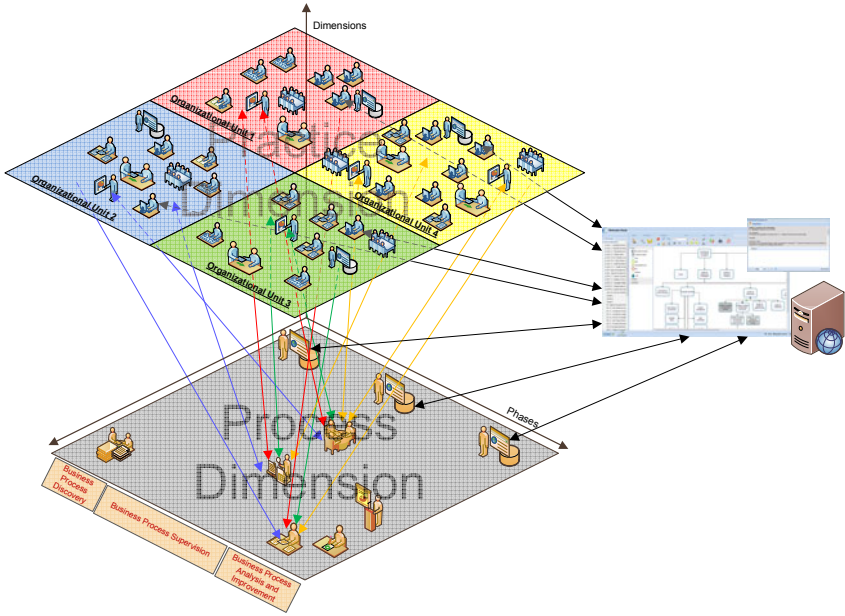 Dimensions
Organizational Unit 1
Practice
Dimension
Organizational Unit 2
Organizational Unit 4
Organizational Unit 3
Phases
Process
Dimension
Business
Process
Discovery
Business Process Supervision
Business Process
Analysis and
Improvement